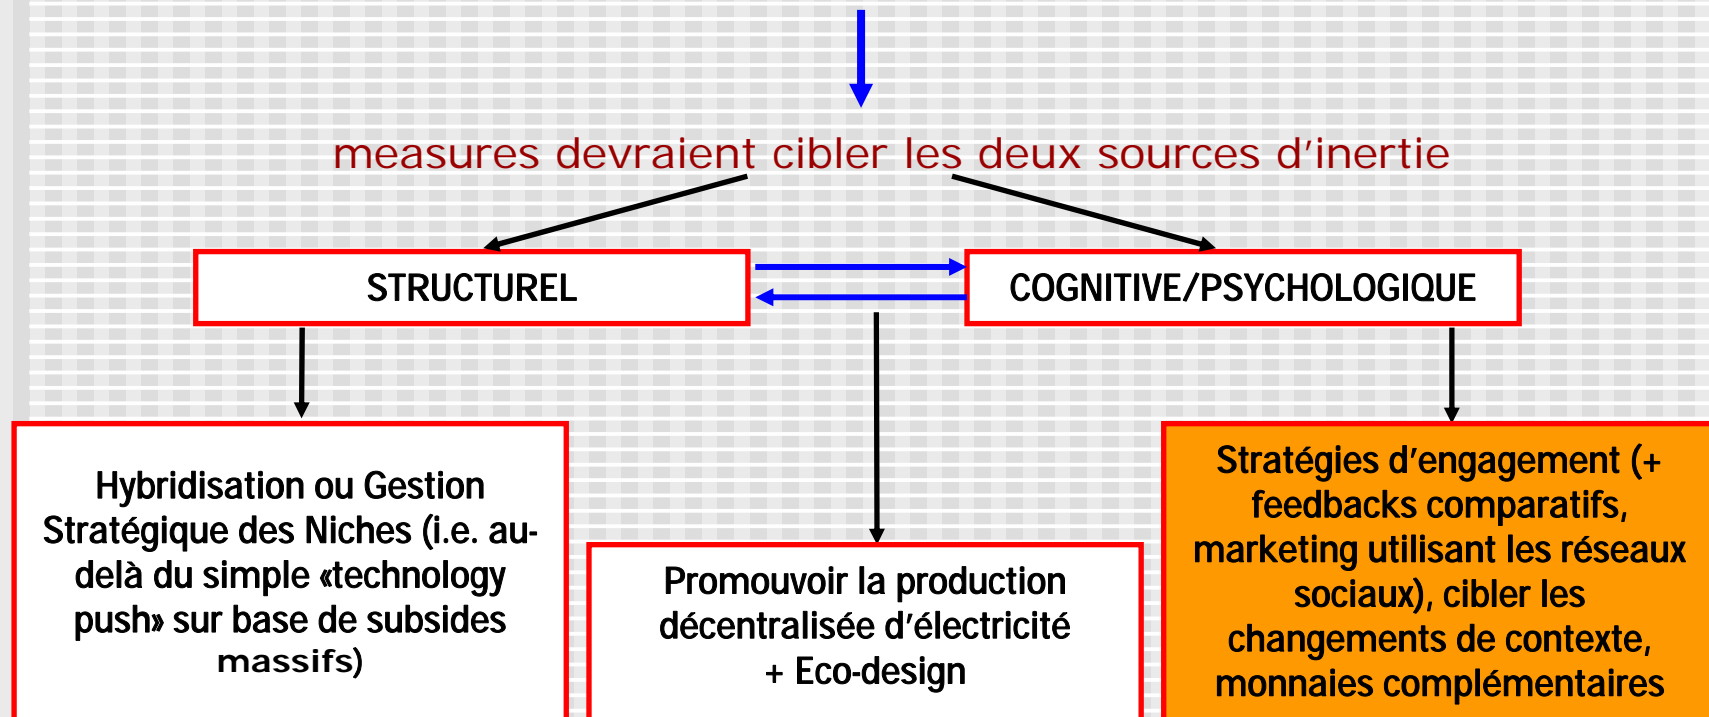 measures devraient cibler les deux sources d'inertie
STRUCTUREL
COGNITIVE/PSYCHOLOGIQUE
Hybridisation ou Gestion
Stratégique des Niches (i.e. au-
delà du simple «technology
push» sur base de subsides
massifs)
Promouvoir la production
décentralisée d'électricité
+ Eco-design
Stratégies d'engagement (+
feedbacks comparatifs,
marketing utilisant les réseaux
sociaux), cibler les
changements de contexte,
monnaies complémentaires